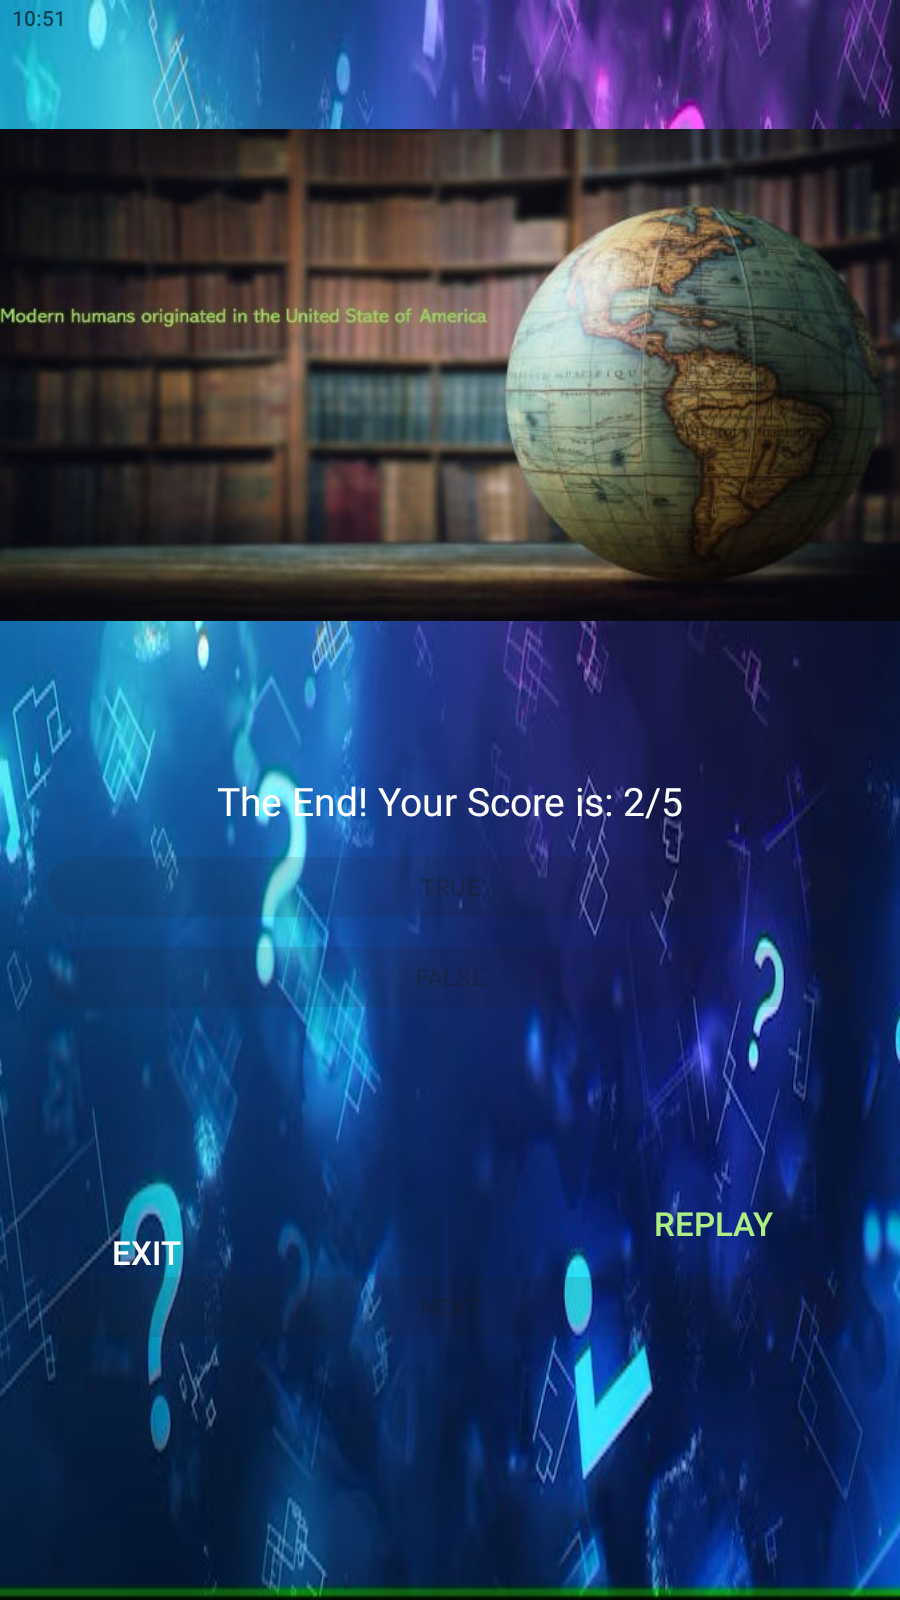 10:51
Modern humans originated in the United State of America
PACIFIQUE
The End! Your Score is: 2/5
TRUE
FALSE
REPLAY
EXIT